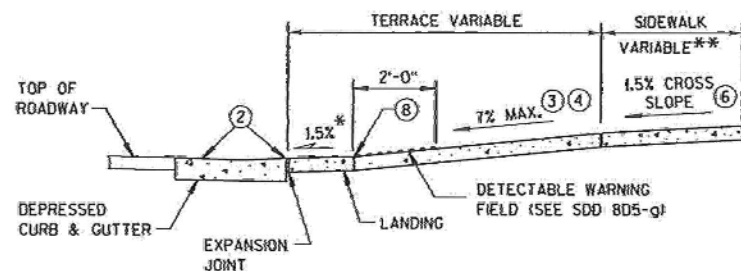 TERRACE VARIABLE
SIDEWALK
VARIABLE**
2'-0"
TOP OF
ROADWAY
2
1.5%*
8
7% MAX.
3 4
1.5% CROSS
SLOPE
6
DEPRESSED
CURB & GUTTER
EXPANSION
JOINT
LANDING
DETECTABLE WARNING
FIELD (SEE SDD 8D5-g)